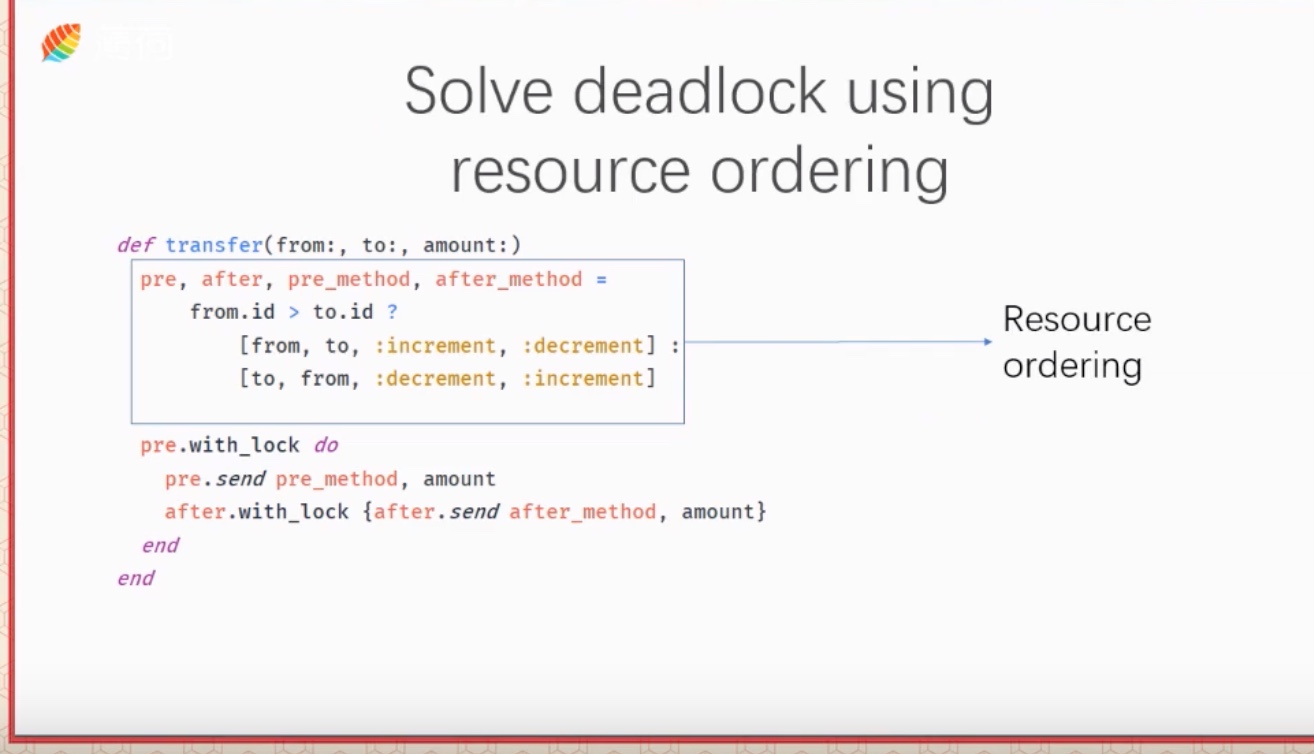 Solve deadlock using
resource ordering
def transfer(from:, to:, amount:)
pre, after, pre_method, after_method =
from.id > to.id ?
[from, to, :increment, :decrement] :
[to, from, :decrement, :increment]
Resource
ordering
pre.with_lock do
pre.send pre_method, amount
after.with_lock {after.send after_method, amount}
end
end